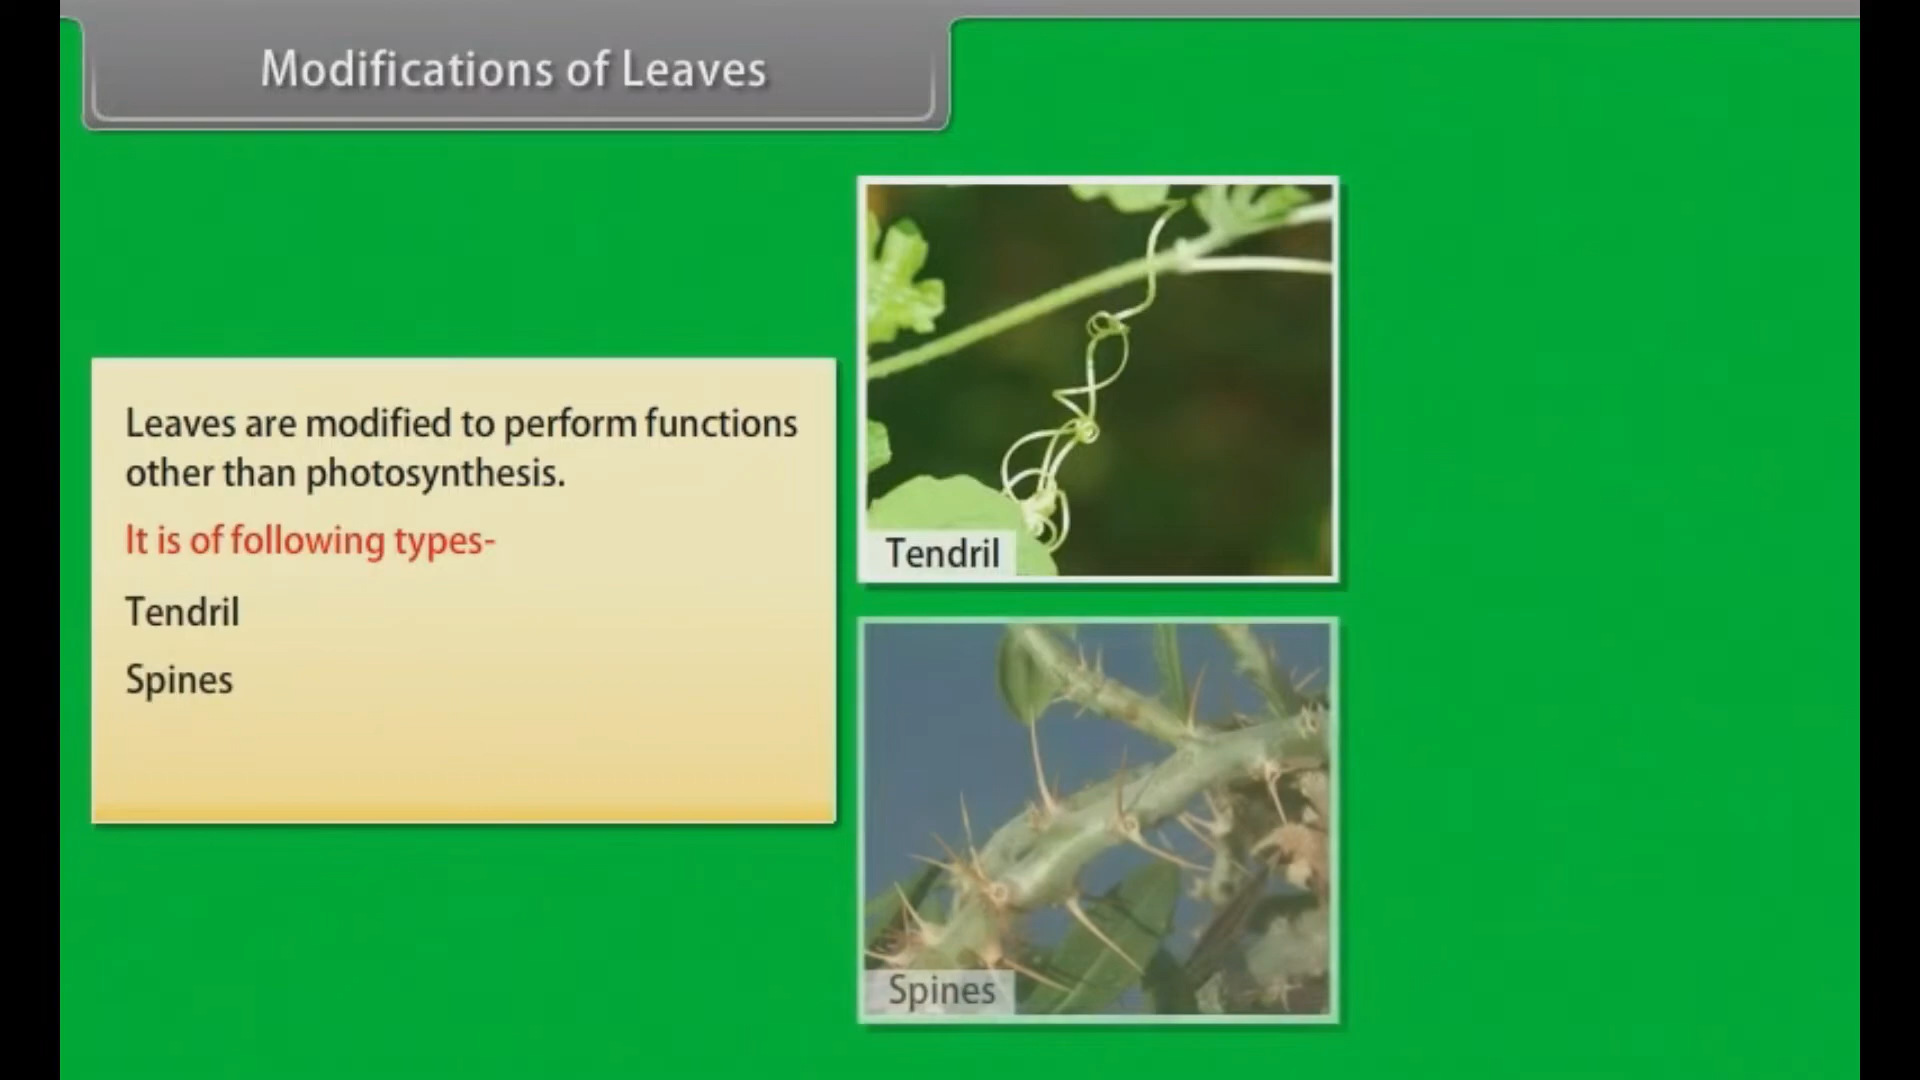 Modifications of Leaves
Leaves are modified to perform functions
other than photosynthesis.
It is of following types-
Tendril
Spines
Tendril
Spines